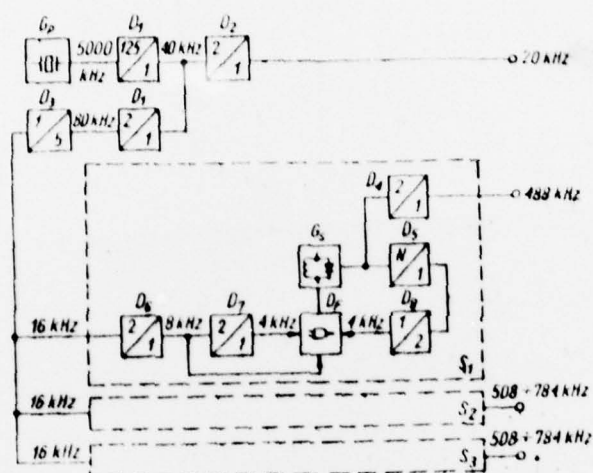 Gp D1 D2
5000 kHz 125 1 40 kHz 2 1 20 kHz
D3 D1
1 5 80 kHz 2 1
D4
2 1 488 kHz
Gs D5
N 1
D6 D7 DF D8
16 kHz 2 1 8 kHz 2 1 4 kHz 4 kHz 1 2
S1
508 ÷ 784 kHz
16 kHz S2
508 ÷ 784 kHz
16 kHz S3